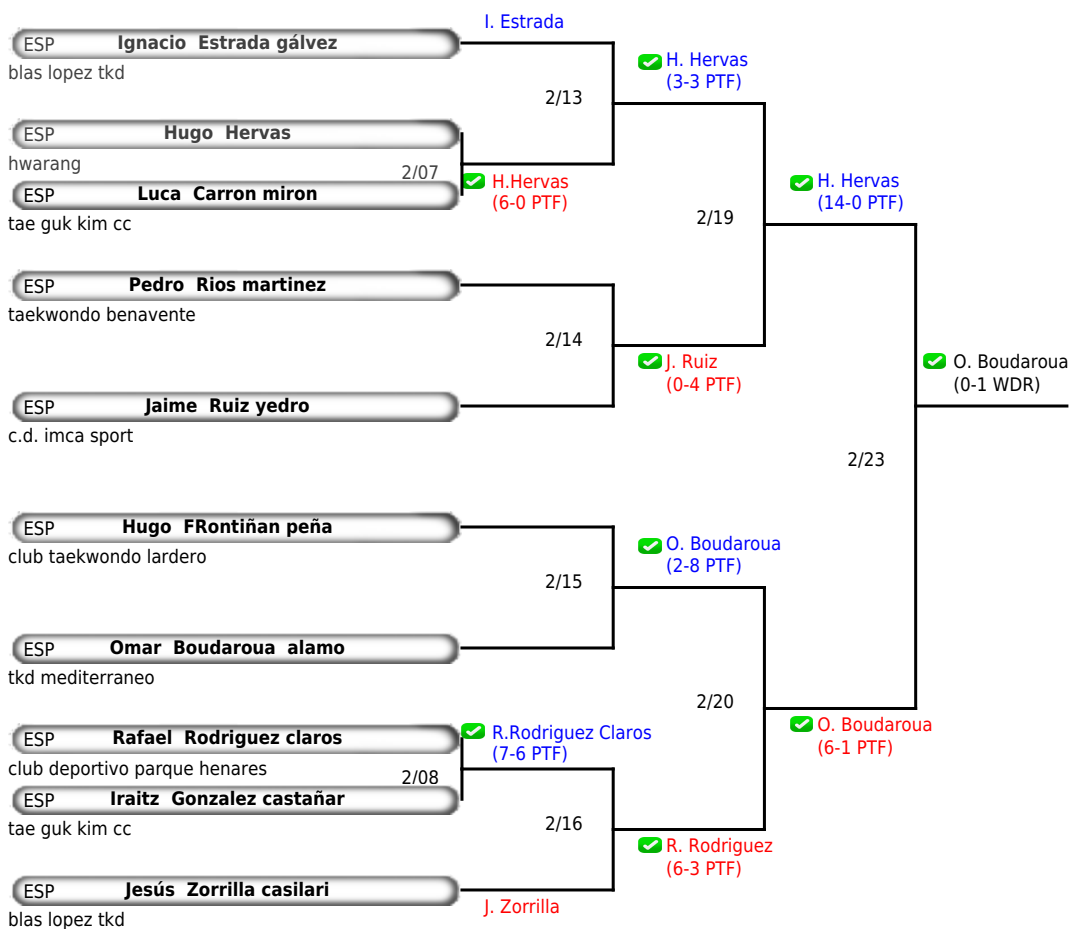 I. Estrada
ESP Ignacio Estrada gálvez
blas lopez tkd
H. Hervas
(3-3 PTF)
2/13
ESP Hugo Hervas
hwarang
2/07
H.Hervas
(6-0 PTF)
ESP Luca Carron miron
tae guk kim cc
H. Hervas
(14-0 PTF)
2/19
ESP Pedro Rios martinez
taekwondo benavente
2/14
J. Ruiz
(0-4 PTF)
O. Boudaroua
(0-1 WDR)
ESP Jaime Ruiz yedro
c.d. imca sport
2/23
ESP Hugo FRontiñan peña
club taekwondo lardero
O. Boudaroua
(2-8 PTF)
2/15
ESP Omar Boudaroua alamo
tkd mediterraneo
2/20
O. Boudaroua
(6-1 PTF)
ESP Rafael Rodriguez claros
R.Rodriguez Claros
(7-6 PTF)
club deportivo parque henares
2/08
ESP Iraitz Gonzalez castañar
tae guk kim cc
2/16
R. Rodriguez
(6-3 PTF)
ESP Jesús Zorrilla casilari
J. Zorrilla
blas lopez tkd